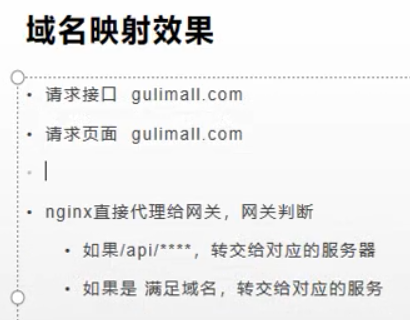 域名映射效果
• 请求接口 gulimall.com
• 请求页面 gulimall.com
• nginx直接代理给网关，网关判断
• 如果/api/****，转交给对应的服务器
• 如果是 满足域名，转交给对应的服务